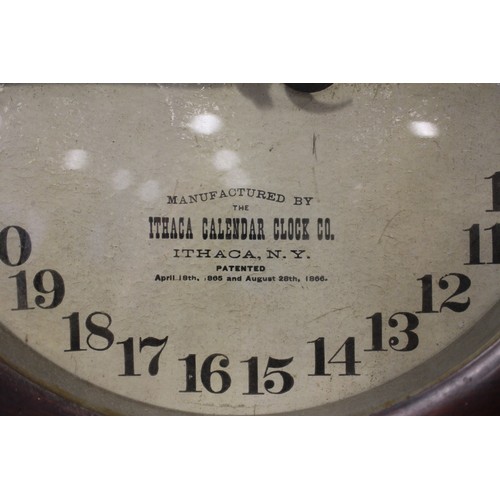 MANUFACTURED BY
THE
ITHACA CALENDAR CLOCK CO.
ITHACA, N.Y.
PATENTED
April 18th, 1865 and August 28th, 1866.
11
12
13
14
15
16
17
18
19